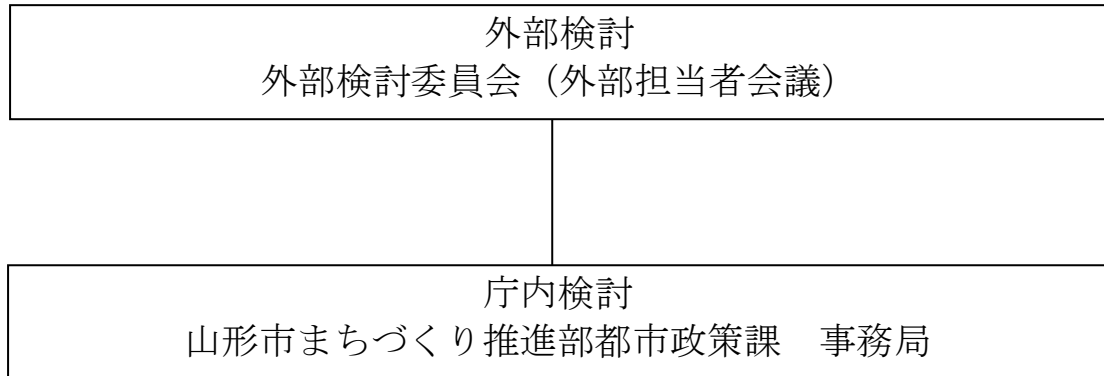 外部検討
外部検討委員会（外部担当者会議）
庁内検討
山形市まちづくり推進部都市政策課　事務局